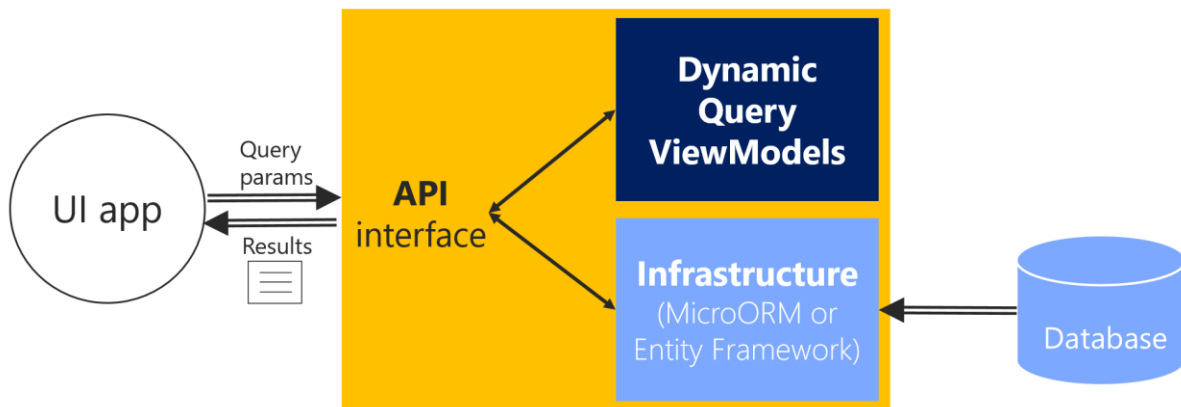 UI app
Query
params
Results
API
interface
Dynamic
Query
ViewModels
Infrastructure
(MicroORM or
Entity Framework)
Database